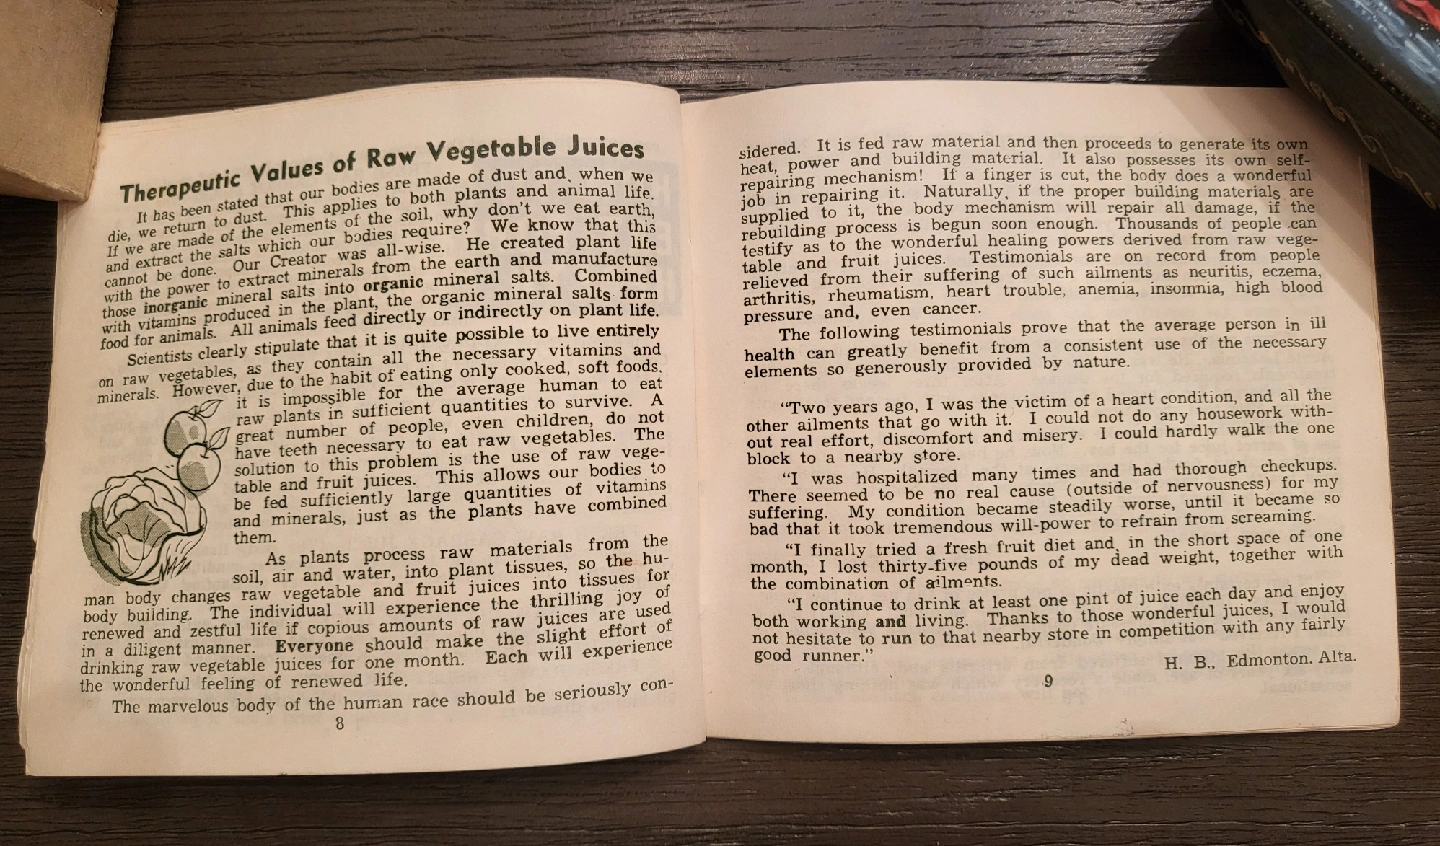 Therapeutic Values of Raw Vegetable Juices
It has been stated that our bodies are made of dust and, when we
die, we return to dust. This applies to both plants and animal life.
If we are made of the elements of the soil, why don't we eat earth,
and extract the salts which our bodies require? We know that this
cannot be done. Our Creator was all-wise. He created plant life
with the power to extract minerals from the earth and manufacture
those inorganic mineral salts into organic mineral salts. Combined
with vitamins produced in the plant, the organic mineral salts form
food for animals. All animals feed directly or indirectly on plant life.
Scientists clearly stipulate that it is quite possible to live entirely
on raw vegetables, as they contain all the necessary vitamins and
minerals. However, due to the habit of eating only cooked, soft foods,
it is impossible for the average human to eat
raw plants in sufficient quantities to survive. A
great number of people, even children, do not
have teeth necessary to eat raw vegetables. The
solution to this problem is the use of raw vege-
table and fruit juices. This allows our bodies to
be fed sufficiently large quantities of vitamins
and minerals, just as the plants have combined
them.
As plants process raw materials from the
soil, air and water, into plant tissues, so the hu-
man body changes raw vegetable and fruit juices into tissues for
body building. The individual will experience the thrilling joy of
renewed and zestful life if copious amounts of raw juices are used
in a diligent manner. Everyone should make the slight effort of
drinking raw vegetable juices for one month. Each will experience
the wonderful feeling of renewed life.
The marvelous body of the human race should be seriously con-
8
sidered. It is fed raw material and then proceeds to generate its own
heat, power and building material. It also possesses its own self-
repairing mechanism! If a finger is cut, the body does a wonderful
job in repairing it. Naturally, if the proper building materials are
supplied to it, the body mechanism will repair all damage, if the
rebuilding process is begun soon enough. Thousands of people can
testify as to the wonderful healing powers derived from raw vege-
table and fruit juices. Testimonials are on record from people
relieved from their suffering of such ailments as neuritis, eczema,
arthritis, rheumatism, heart trouble, anemia, insomnia, high blood
pressure and, even cancer.
The following testimonials prove that the average person in ill
health can greatly benefit from a consistent use of the necessary
elements so generously provided by nature.
"Two years ago, I was the victim of a heart condition, and all the
other ailments that go with it. I could not do any housework with-
out real effort, discomfort and misery. I could hardly walk the one
block to a nearby store.
"I was hospitalized many times and had thorough checkups.
There seemed to be no real cause (outside of nervousness) for my
suffering. My condition became steadily worse, until it became so
bad that it took tremendous will-power to refrain from screaming.
"I finally tried a fresh fruit diet and, in the short space of one
month, I lost thirty-five pounds of my dead weight, together with
the combination of ailments.
"I continue to drink at least one pint of juice each day and enjoy
both working and living. Thanks to those wonderful juices, I would
not hesitate to run to that nearby store in competition with any fairly
good runner."
H. B., Edmonton. Alta.
9